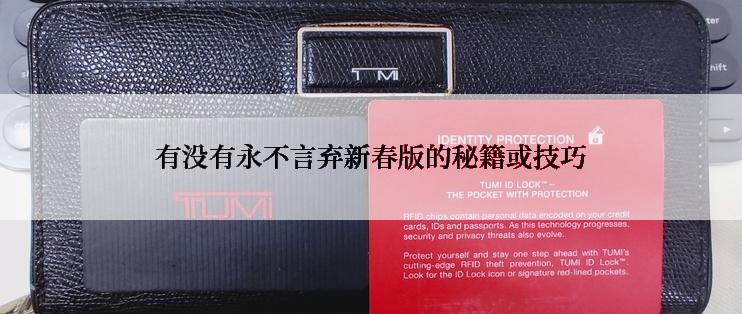 TUMI
ter
shift
IDENTITY PROTECTION
有没有永不言弃新春版的秘籍或技巧
TUMI
TUMI ID LOCK™ –
THE POCKET WITH PROTECTION
RFID chips contain personal data encoded on your credit
cards, IDs and passports. As this technology progresses,
security and privacy threats also evolve.
Protect yourself and stay one step ahead with TUMI's
cutting-edge RFID theft prevention, TUMI ID Lock™.
Look for the ID Lock icon or signature red-lined pockets.